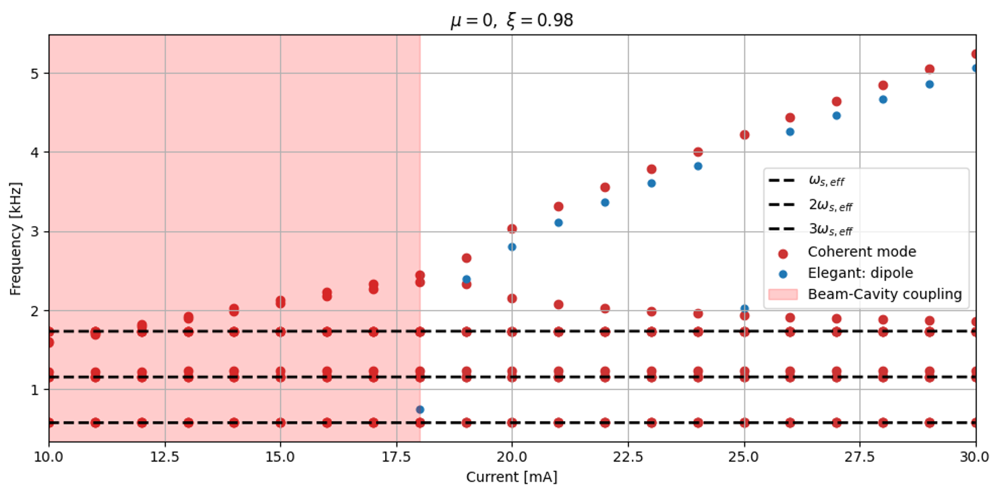 μ = 0, ξ = 0.98
Frequency [kHz]
5
4
3
2
1
ω_{s,eff}
2ω_{s,eff}
3ω_{s,eff}
Coherent mode
Elegant: dipole
Beam-Cavity coupling
10.0 12.5 15.0 17.5 20.0 22.5 25.0 27.5 30.0
Current [mA]